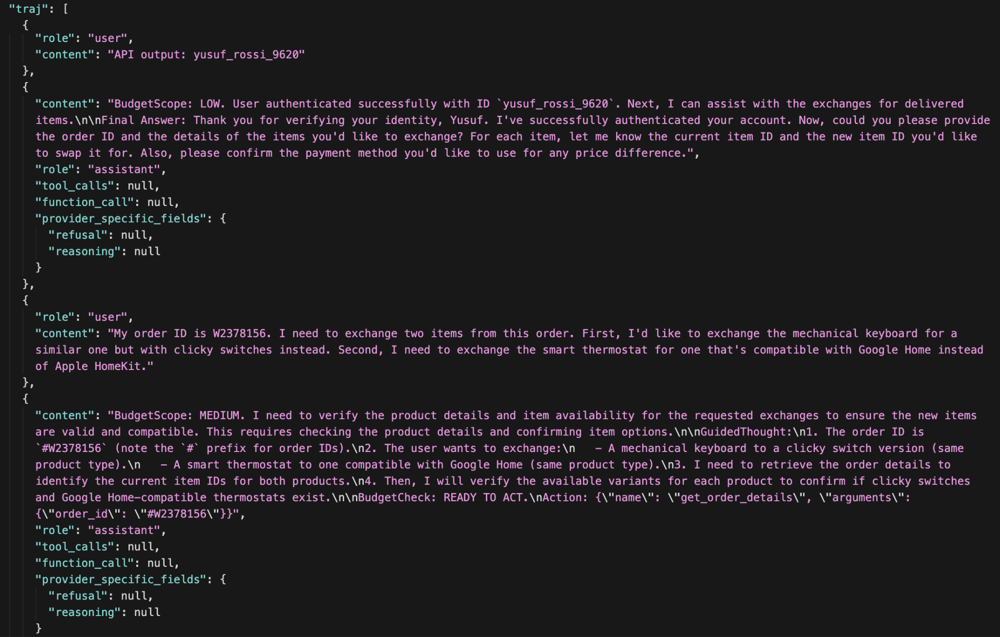 "traj": [
{
"role": "user",
"content": "API output: yusuf_rossi_9620"
},
{
"content": "BudgetScope: LOW. User authenticated successfully with ID `yusuf_rossi_9620`. Next, I can assist with the exchanges for delivered
items.\n\nFinal Answer: Thank you for verifying your identity, Yusuf. I've successfully authenticated your account. Now, could you please provide
the order ID and the details of the items you'd like to exchange? For each item, let me know the current item ID and the new item ID you'd like
to swap it for. Also, please confirm the payment method you'd like to use for any price difference.",
"role": "assistant",
"tool_calls": null,
"function_call": null,
"provider_specific_fields": {
"refusal": null,
"reasoning": null
}
},
{
"role": "user",
"content": "My order ID is W2378156. I need to exchange two items from this order. First, I'd like to exchange the mechanical keyboard for a
similar one but with clicky switches instead. Second, I need to exchange the smart thermostat for one that's compatible with Google Home instead
of Apple HomeKit."
},
{
"content": "BudgetScope: MEDIUM. I need to verify the product details and item availability for the requested exchanges to ensure the new items
are valid and compatible. This requires checking the product details and confirming item options.\n\nGuidedThought:\n1. The order ID is
`#W2378156` (note the `#` prefix for order IDs).\n2. The user wants to exchange:\n   - A mechanical keyboard to a clicky switch version (same
product type).\n   - A smart thermostat to one compatible with Google Home (same product type).\n3. I need to retrieve the order details to
identify the current item IDs for both products.\n4. Then, I will verify the available variants for each product to confirm if clicky switches
and Google Home-compatible thermostats exist.\n\nBudgetCheck: READY TO ACT.\nAction: {\"name\": \"get_order_details\", \"arguments\":
{\"order_id\": \"#W2378156\"}}",
"role": "assistant",
"tool_calls": null,
"function_call": null,
"provider_specific_fields": {
"refusal": null,
"reasoning": null
}